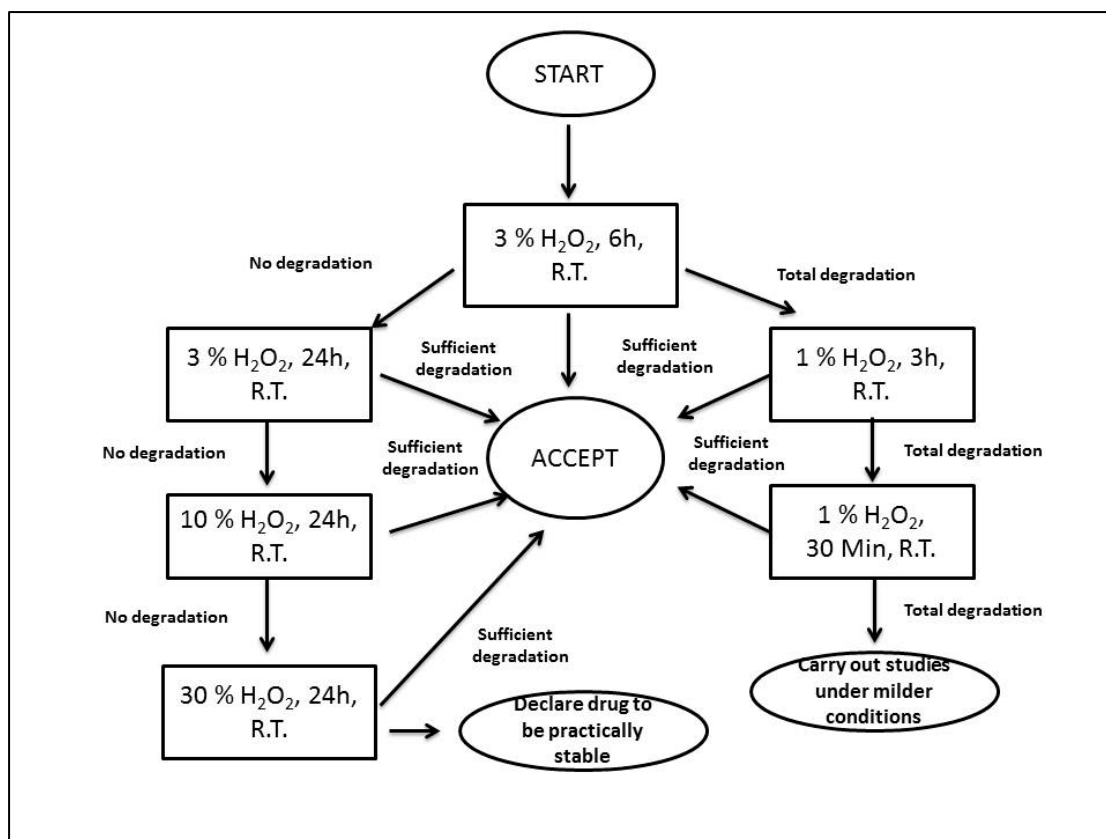 START
3 % H₂O₂, 6h,
R.T.
No degradation
Total degradation
3 % H₂O₂, 24h,
R.T.
Sufficient
degradation
Sufficient
degradation
1 % H₂O₂, 3h,
R.T.
No degradation
Sufficient
degradation
ACCEPT
Sufficient
degradation
Total degradation
10 % H₂O₂, 24h,
R.T.
1 % H₂O₂,
30 Min, R.T.
No degradation
Total degradation
Sufficient
degradation
30 % H₂O₂, 24h,
R.T.
Declare drug to
be practically
stable
Carry out studies
under milder
conditions